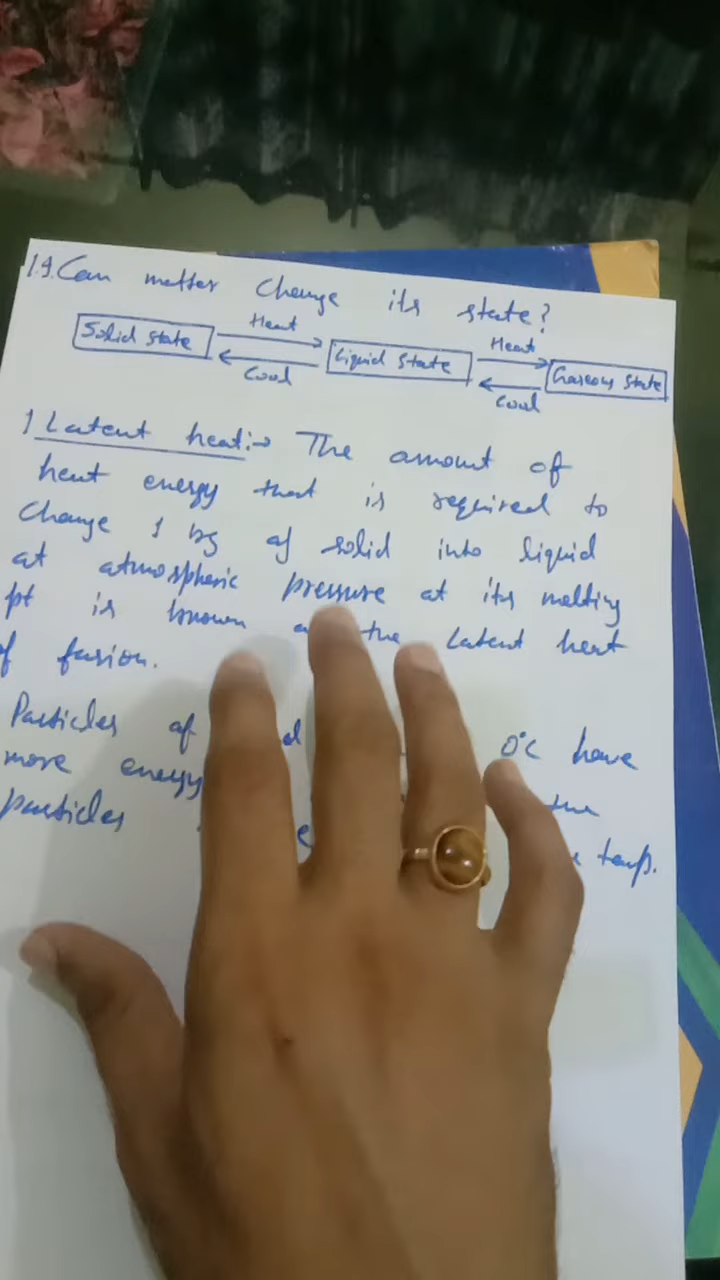 1.4. Can matter change its state?
Solid state Heat Cool Liquid state Heat Cool Gaseous state
1 Latent heat:→ The amount of
heat energy that is required to
change 1 kg of solid into liquid
at atmospheric pressure at its melting
pt is known the Latent heat
of fusion.
Particles of 0°C have
more energy the
particles temp.